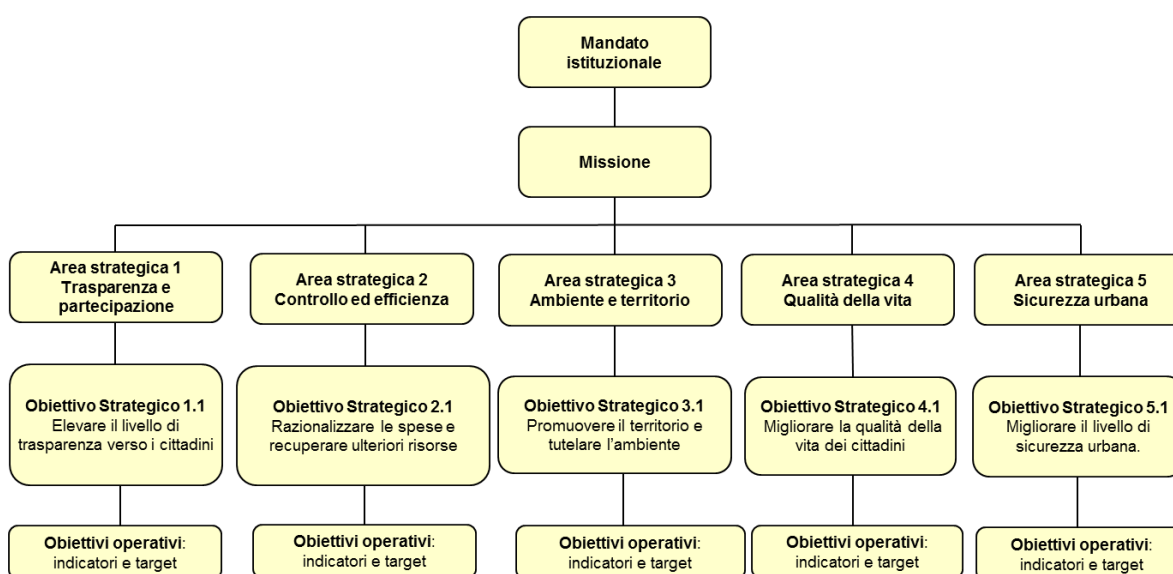 Mandato
istituzionale
Missione
Area strategica 1
Trasparenza e
partecipazione
Area strategica 2
Controllo ed efficienza
Area strategica 3
Ambiente e territorio
Area strategica 4
Qualità della vita
Area strategica 5
Sicurezza urbana
Obiettivo Strategico 1.1
Elevare il livello di
trasparenza verso i cittadini
Obiettivo Strategico 2.1
Razionalizzare le spese e
recuperare ulteriori risorse
Obiettivo Strategico 3.1
Promuovere il territorio e
tutelare l’ambiente
Obiettivo Strategico 4.1
Migliorare la qualità della
vita dei cittadini
Obiettivo Strategico 5.1
Migliorare il livello di
sicurezza urbana.
Obiettivi operativi:
indicatori e target
Obiettivi operativi:
indicatori e target
Obiettivi operativi:
indicatori e target
Obiettivi operativi:
indicatori e target
Obiettivi operativi:
indicatori e target